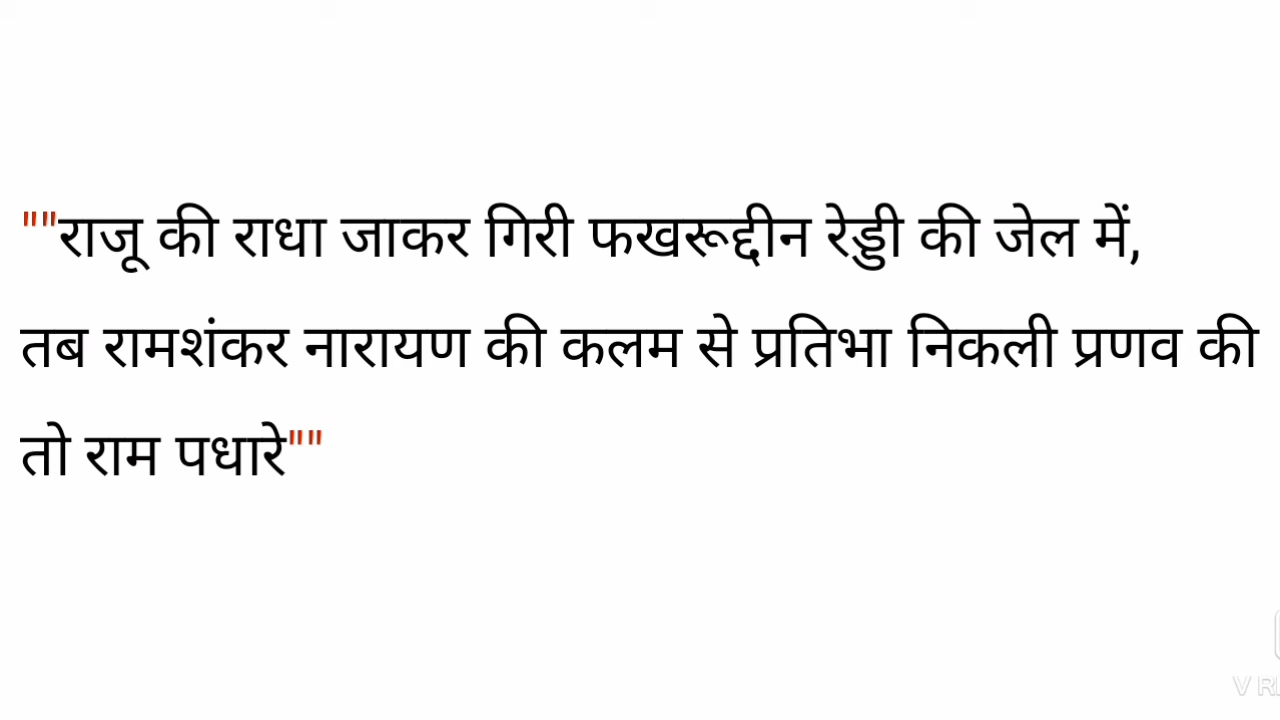 ""राजू की राधा जाकर गिरी फखरूद्दीन रेड्डी की जेल में,
तब रामशंकर नारायण की कलम से प्रतिभा निकली प्रणव की
तो राम पधारे""